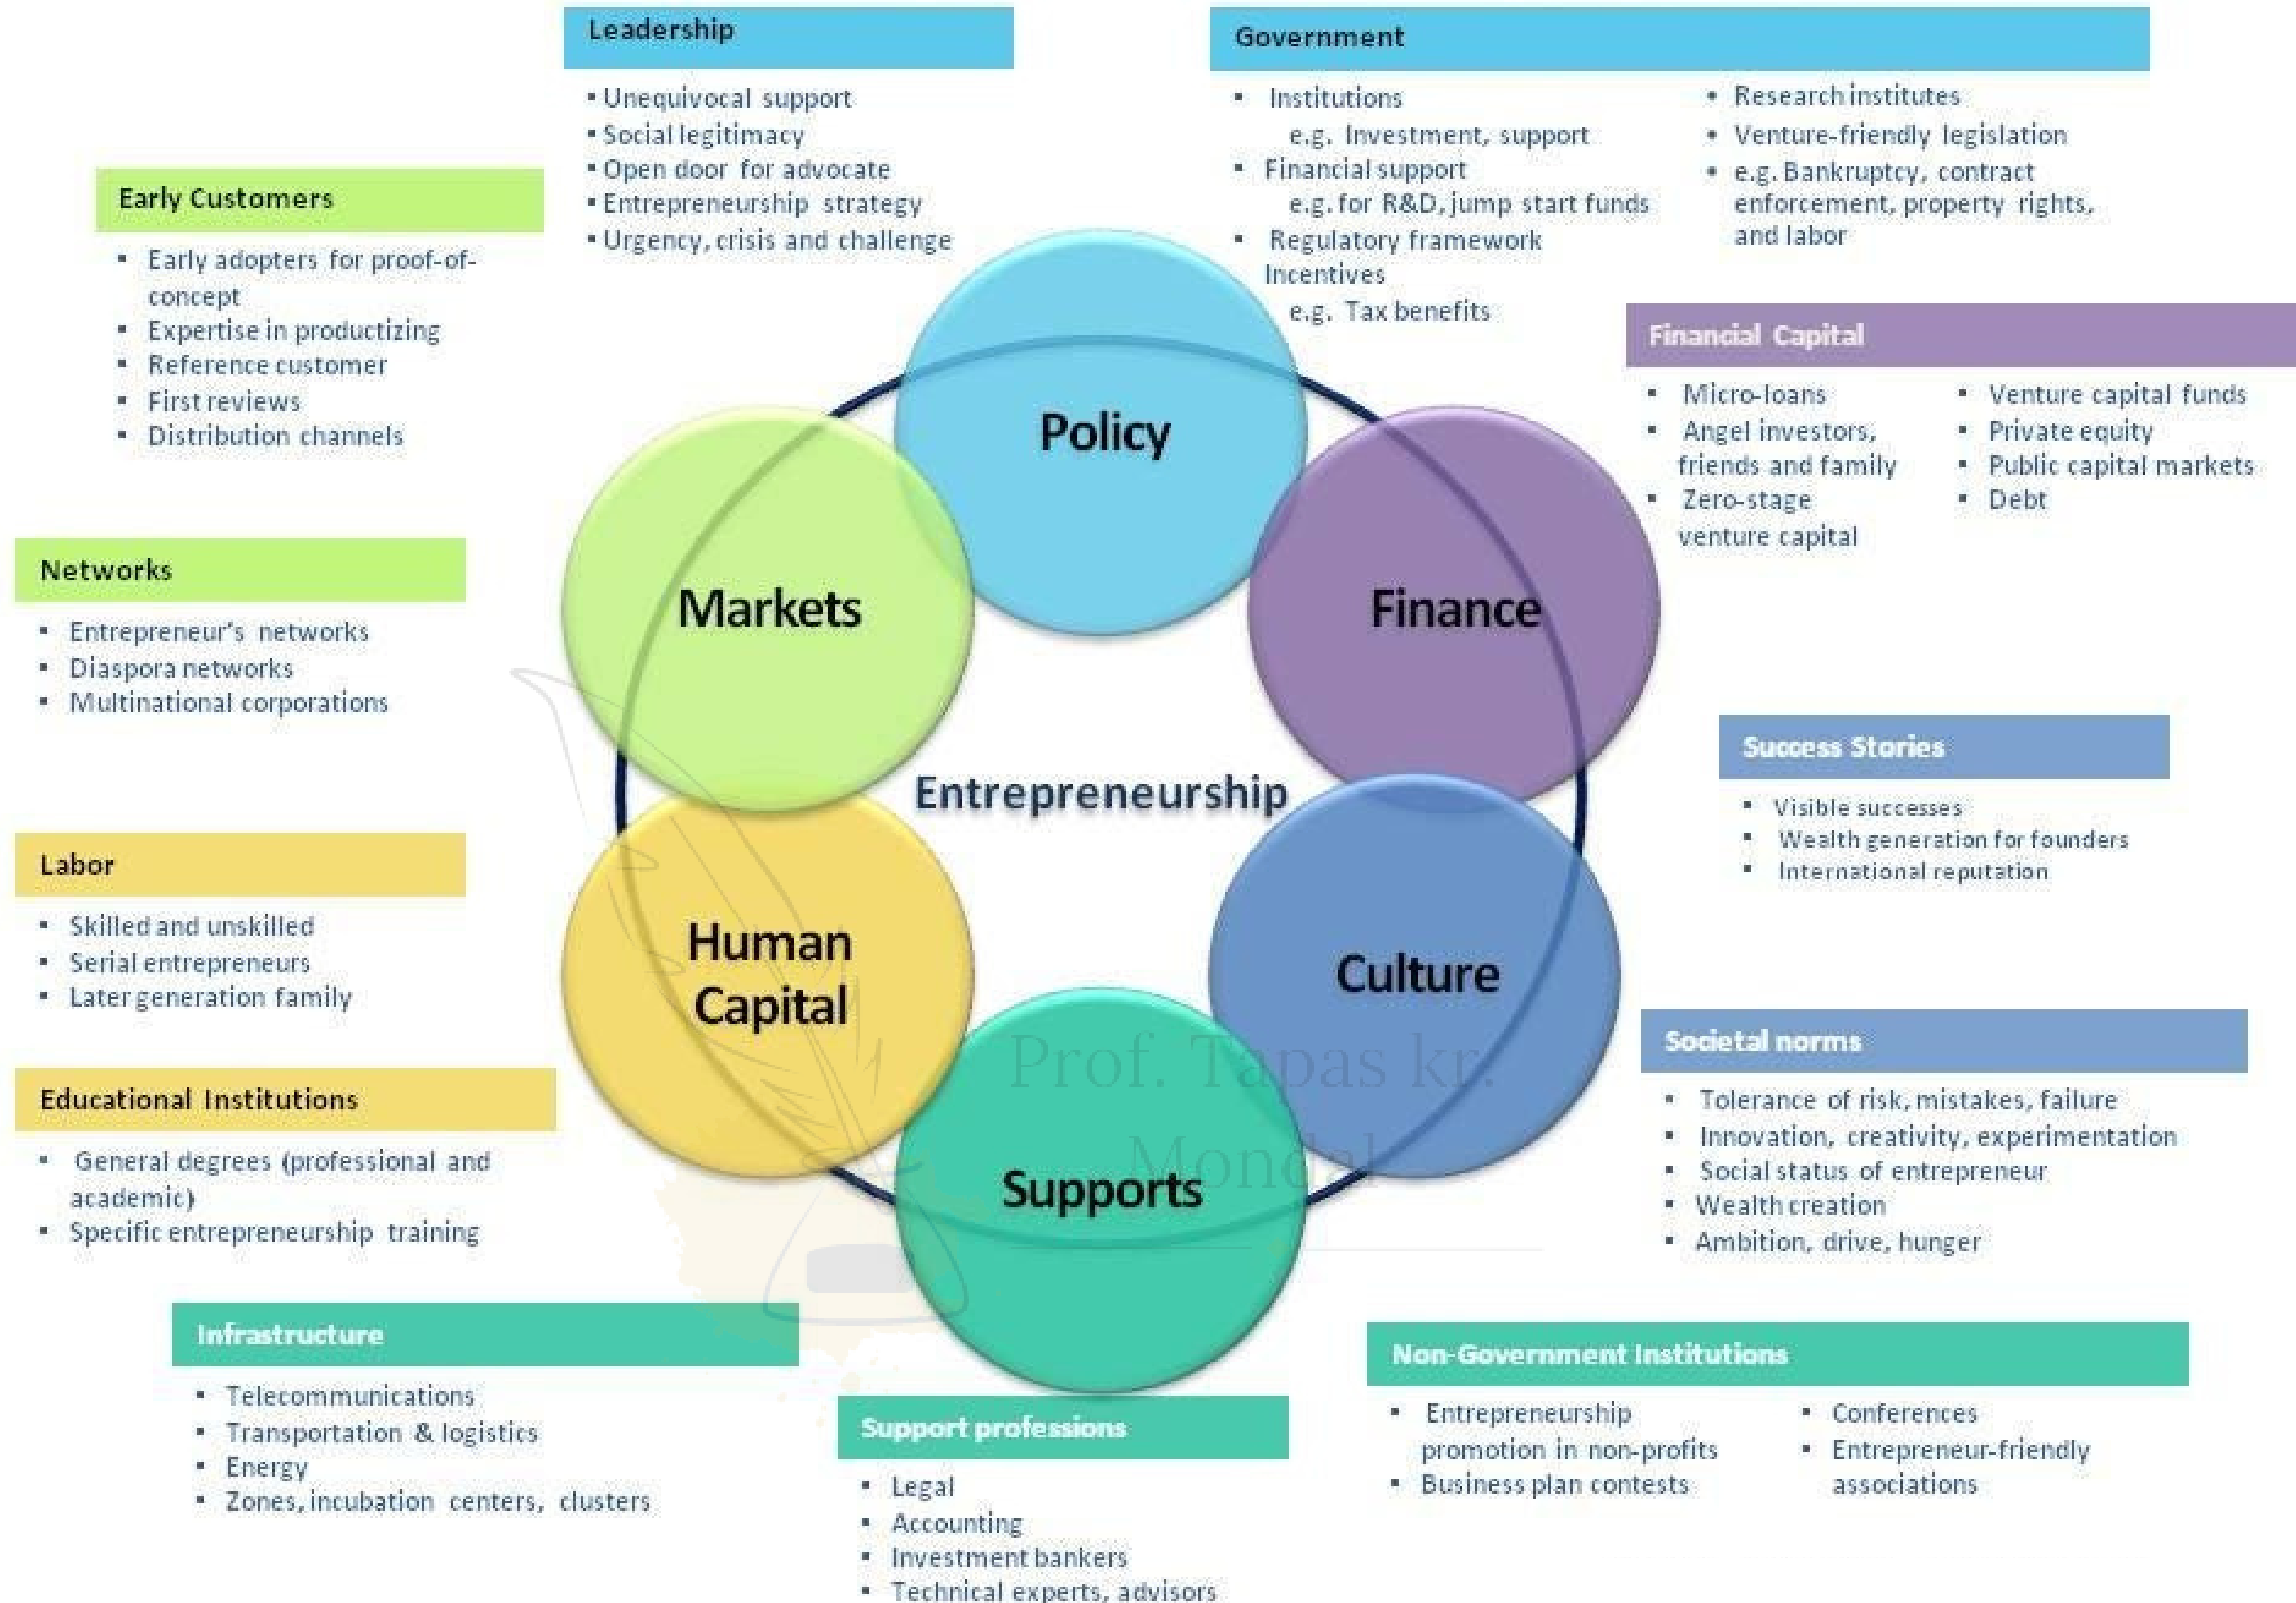 Leadership
▪ Unequivocal support
▪ Social legitimacy
▪ Open door for advocate
▪ Entrepreneurship strategy
▪ Urgency, crisis and challenge
Government
▪ Institutions
e.g. Investment, support
▪ Financial support
e.g. for R&D, jump start funds
▪ Regulatory framework
Incentives
e.g. Tax benefits
• Research institutes
• Venture-friendly legislation
• e.g. Bankruptcy, contract
enforcement, property rights,
and labor
Early Customers
▪ Early adopters for proof-of-
concept
▪ Expertise in productizing
▪ Reference customer
▪ First reviews
▪ Distribution channels
Financial Capital
▪ Micro-loans
▪ Angel investors,
friends and family
▪ Zero-stage
venture capital
▪ Venture capital funds
▪ Private equity
▪ Public capital markets
▪ Debt
Networks
▪ Entrepreneur's networks
▪ Diaspora networks
▪ Multinational corporations
Policy
Markets
Finance
Entrepreneurship
Human
Capital
Culture
Supports
Success Stories
▪ Visible successes
▪ Wealth generation for founders
▪ International reputation
Labor
▪ Skilled and unskilled
▪ Serial entrepreneurs
▪ Later generation family
Societal norms
▪ Tolerance of risk, mistakes, failure
▪ Innovation, creativity, experimentation
▪ Social status of entrepreneur
▪ Wealth creation
▪ Ambition, drive, hunger
Educational Institutions
▪ General degrees (professional and
academic)
▪ Specific entrepreneurship training
Prof. Tapas kr.
Mondal
Infrastructure
▪ Telecommunications
▪ Transportation & logistics
▪ Energy
▪ Zones, incubation centers, clusters
Support professions
▪ Legal
▪ Accounting
▪ Investment bankers
▪ Technical experts, advisors
Non-Government Institutions
▪ Entrepreneurship
promotion in non-profits
▪ Business plan contests
▪ Conferences
▪ Entrepreneur-friendly
associations